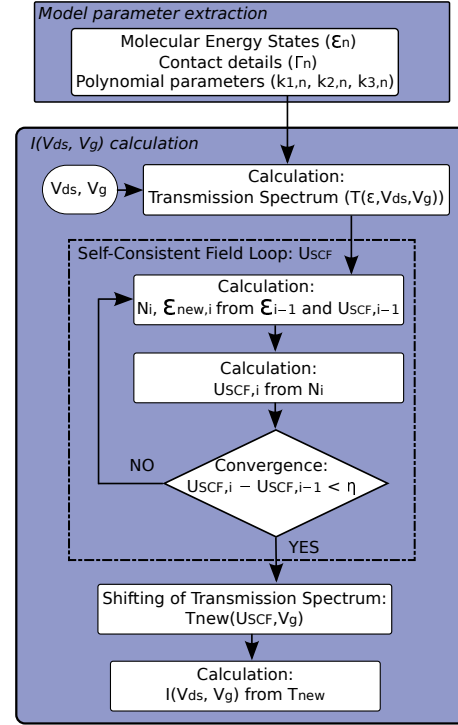 Model parameter extraction
Molecular Energy States (Ɛn)
Contact details (Γn)
Polynomial parameters (k1,n, k2,n, k3,n)
I(Vds, Vg) calculation
Vds, Vg
Calculation:
Transmission Spectrum (T(ε,Vds,Vg))
Self-Consistent Field Loop: USCF
Calculation:
Ni, Ɛnew,i from Ɛi−1 and USCF,i−1
Calculation:
USCF,i from Ni
NO
Convergence:
USCF,i − USCF,i−1 < η
YES
Shifting of Transmission Spectrum:
Tnew(USCF,Vg)
Calculation:
I(Vds, Vg) from Tnew